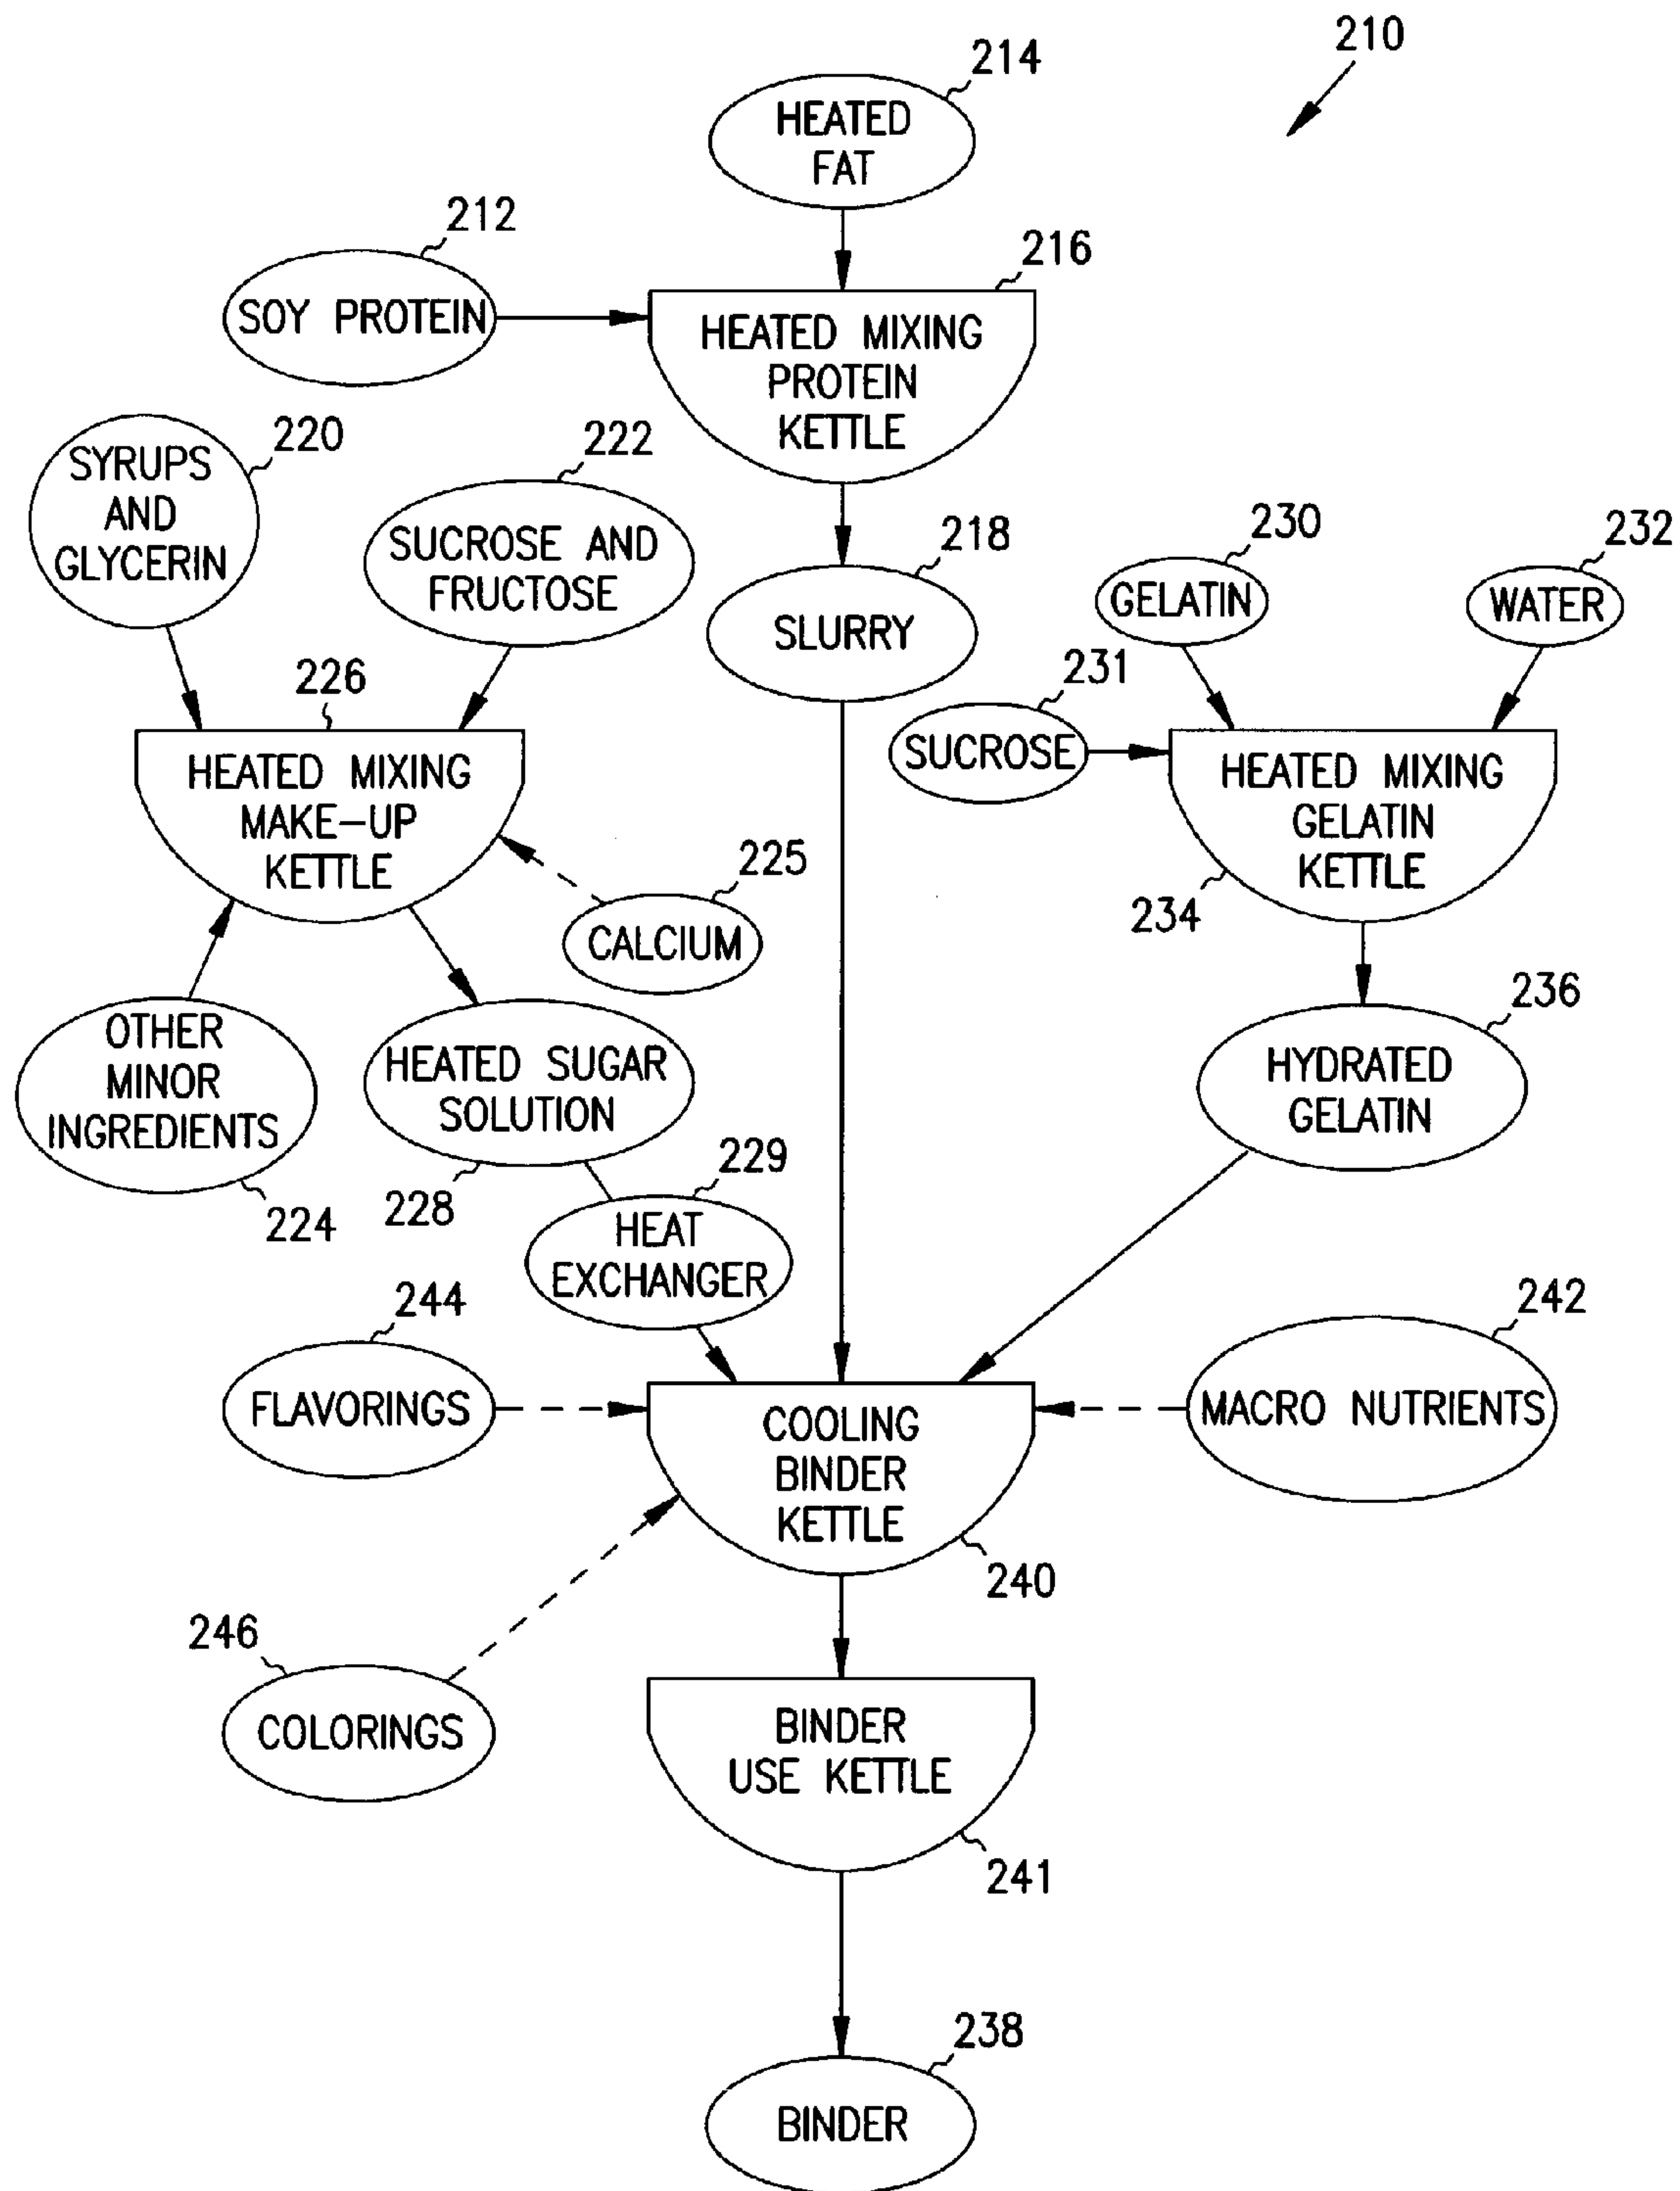 210
214
HEATED
FAT
212
SOY PROTEIN
216
HEATED MIXING
PROTEIN
KETTLE
220
SYRUPS
AND
GLYCERIN
222
SUCROSE AND
FRUCTOSE
218
SLURRY
230
GELATIN
232
WATER
231
SUCROSE
226
HEATED MIXING
MAKE-UP
KETTLE
HEATED MIXING
GELATIN
KETTLE
234
225
CALCIUM
OTHER
MINOR
INGREDIENTS
224
HEATED SUGAR
SOLUTION
228
236
HYDRATED
GELATIN
229
HEAT
EXCHANGER
244
FLAVORINGS
242
MACRO NUTRIENTS
COOLING
BINDER
KETTLE
240
246
COLORINGS
BINDER
USE KETTLE
241
238
BINDER